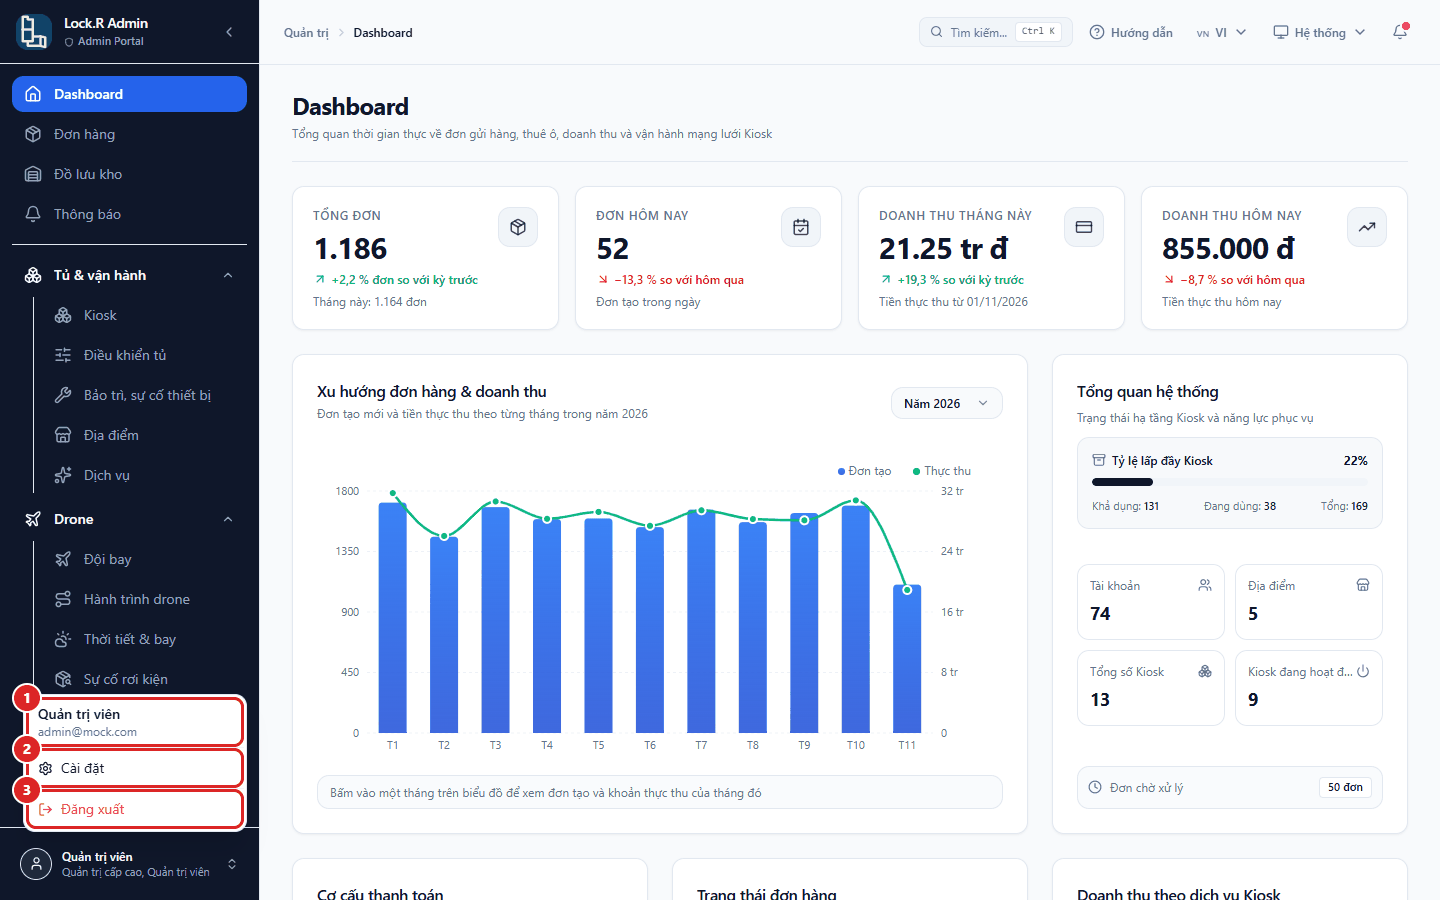 Lock.R Admin
Admin Portal
Dashboard
Đơn hàng
Đồ lưu kho
Thông báo
Tủ & vận hành
Kiosk
Điều khiển tủ
Bảo trì, sự cố thiết bị
Địa điểm
Dịch vụ
Drone
Đội bay
Hành trình drone
Thời tiết & bay
Sự cố rơi kiện
1
Quản trị viên
admin@mock.com
2
Cài đặt
3
Đăng xuất
Quản trị viên
Quản trị cấp cao, Quản trị viên
Quản trị
Dashboard
Tìm kiếm...
Ctrl K
Hướng dẫn
VN VI
Hệ thống
Dashboard
Tổng quan thời gian thực về đơn gửi hàng, thuê ô, doanh thu và vận hành mạng lưới Kiosk
TỔNG ĐƠN
1.186
+2,2 % đơn so với kỳ trước
Tháng này: 1.164 đơn
ĐƠN HÔM NAY
52
−13,3 % so với hôm qua
Đơn tạo trong ngày
DOANH THU THÁNG NÀY
21.25 tr đ
+19,3 % so với kỳ trước
Tiền thực thu từ 01/11/2026
DOANH THU HÔM NAY
855.000 đ
−8,7 % so với hôm qua
Tiền thực thu hôm nay
Xu hướng đơn hàng & doanh thu
Đơn tạo mới và tiền thực thu theo từng tháng trong năm 2026
Năm 2026
Đơn tạo
Thực thu
1800
1350
900
450
0
32 tr
24 tr
16 tr
8 tr
0
T1 T2 T3 T4 T5 T6 T7 T8 T9 T10 T11
Bấm vào một tháng trên biểu đồ để xem đơn tạo và khoản thực thu của tháng đó
Tổng quan hệ thống
Trạng thái hạ tầng Kiosk và năng lực phục vụ
Tỷ lệ lấp đầy Kiosk
22%
Khả dụng: 131
Đang dùng: 38
Tổng: 169
Tài khoản
74
Địa điểm
5
Tổng số Kiosk
13
Kiosk đang hoạt đ...
9
Đơn chờ xử lý
50 đơn
Cơ cấu thanh toán
Trạng thái đơn hàng
Doanh thu theo dịch vụ Kiosk